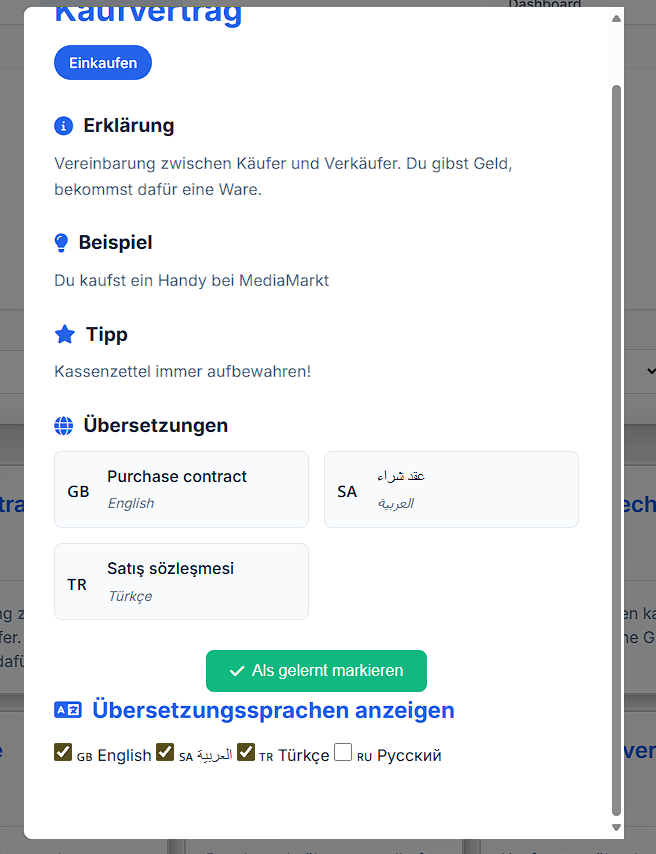 Dashboard
Kaufvertrag
Einkaufen
Erklärung
Vereinbarung zwischen Käufer und Verkäufer. Du gibst Geld,
bekommst dafür eine Ware.
Beispiel
Du kaufst ein Handy bei MediaMarkt
Tipp
Kassenzettel immer aufbewahren!
Übersetzungen
GB
Purchase contract
English
SA
عقد شراء
العربية
TR
Satış sözleşmesi
Türkçe
Als gelernt markieren
Übersetzungssprachen anzeigen
GB English SA العربية TR Türkçe RU Русский